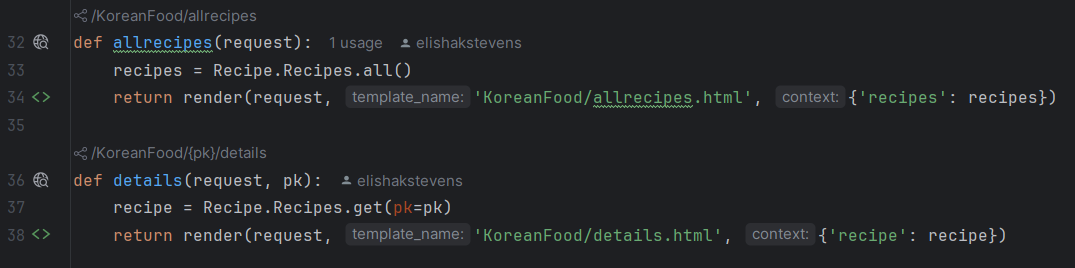 /KoreanFood/allrecipes
32 def allrecipes(request): 1 usage elishakstevens
33 recipes = Recipe.Recipes.all()
34 <> return render(request, template_name: 'KoreanFood/allrecipes.html', context: {'recipes': recipes})
35
/KoreanFood/{pk}/details
36 def details(request, pk): elishakstevens
37 recipe = Recipe.Recipes.get(pk=pk)
38 <> return render(request, template_name: 'KoreanFood/details.html', context: {'recipe': recipe})